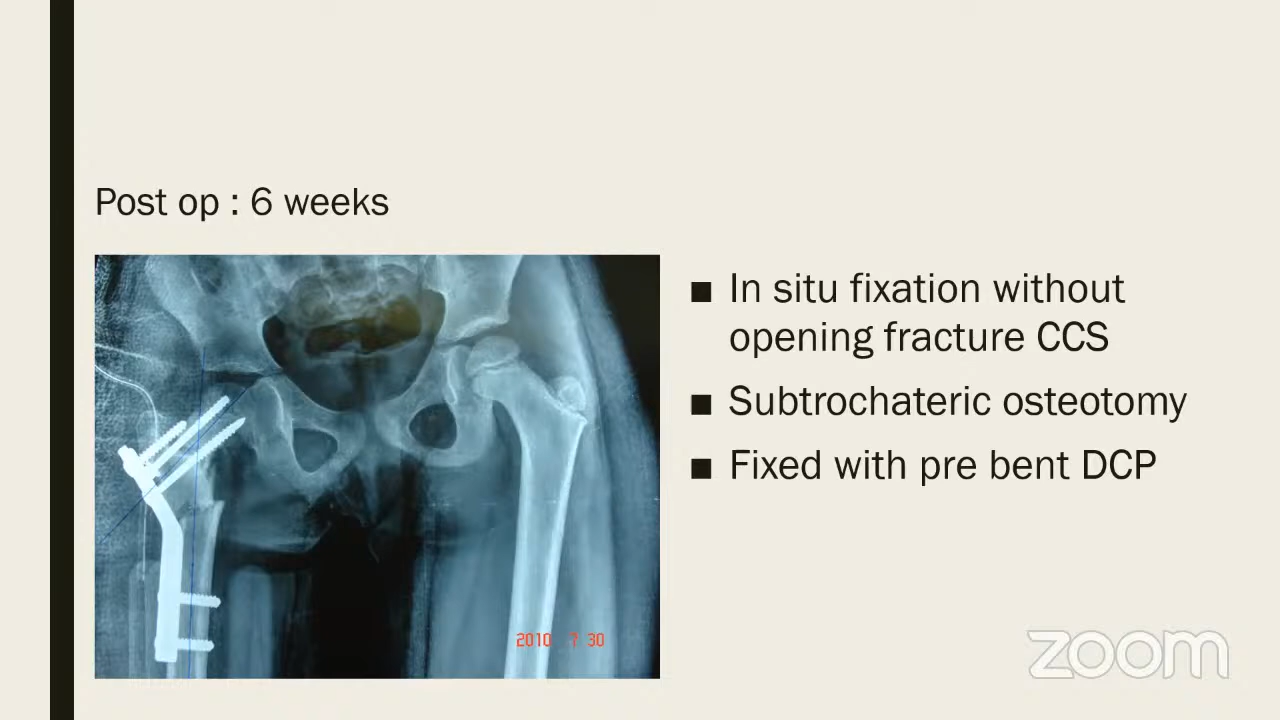 Post op : 6 weeks
■ In situ fixation without
opening fracture CCS
■ Subtrochateric osteotomy
■ Fixed with pre bent DCP
2010 7 30
zoom